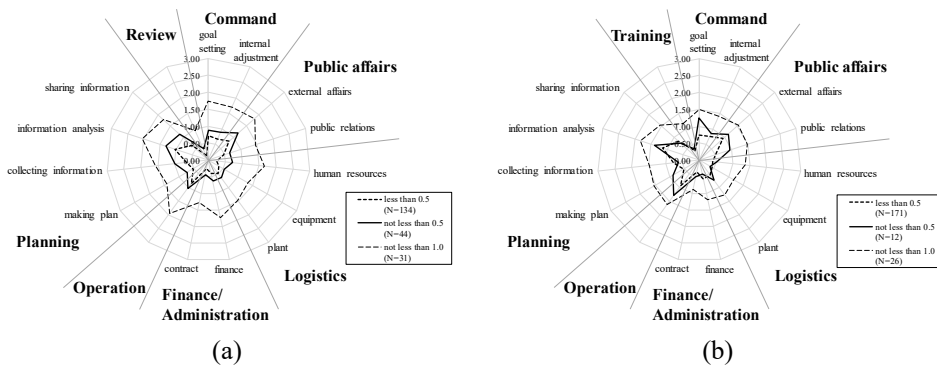 Command
Review
goal
setting
internal
adjustment
3.00
2.50
2.00
1.50
1.00
0.50
0.00
Public affairs
external affairs
public relations
human resources
equipment
plant
Logistics
finance
contract
Finance/
Administration
Operation
making plan
Planning
collecting information
information analysis
sharing information
less than 0.5
(N=134)
not less than 0.5
(N=44)
not less than 1.0
(N=31)
(a)
Command
Training
goal
setting
internal
adjustment
3.00
2.50
2.00
1.50
1.00
0.50
0.00
Public affairs
external affairs
public relations
human resources
equipment
plant
Logistics
finance
contract
Finance/
Administration
Operation
making plan
Planning
collecting information
information analysis
sharing information
less than 0.5
(N=171)
not less than 0.5
(N=12)
not less than 1.0
(N=26)
(b)